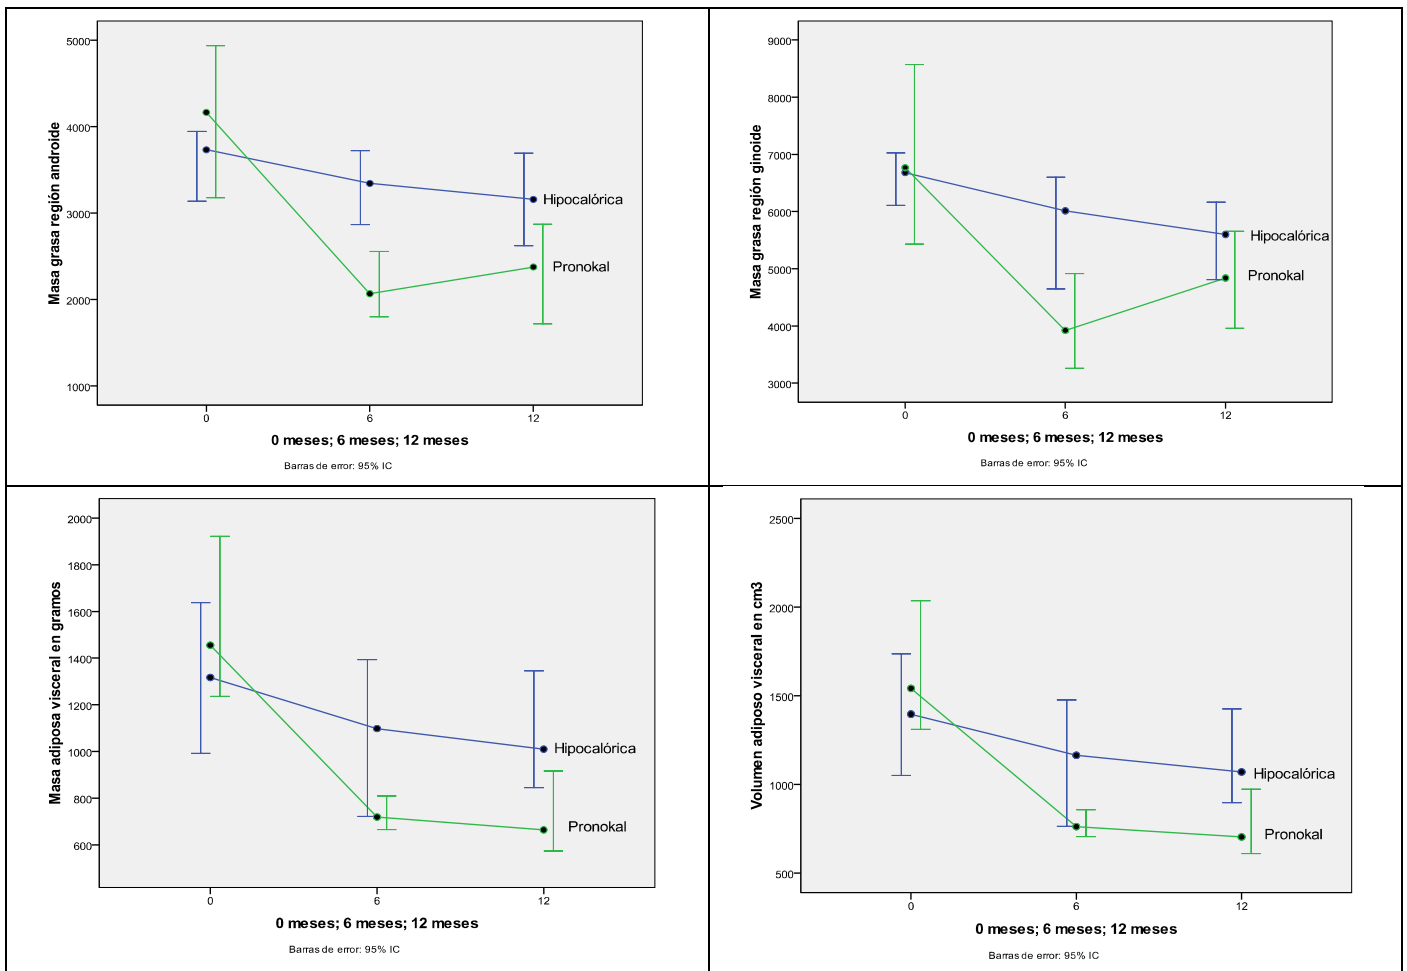 Masa grasa región androide
5000
4000
3000
2000
1000
Hipocalórica
Pronokal
0
6
12
0 meses; 6 meses; 12 meses
Barras de error: 95% IC
Masa grasa región ginoide
9000
8000
7000
6000
5000
4000
3000
Hipocalórica
Pronokal
0
6
12
0 meses; 6 meses; 12 meses
Barras de error: 95% IC
Masa adiposa visceral en gramos
2000
1800
1600
1400
1200
1000
800
600
Hipocalórica
Pronokal
0
6
12
0 meses; 6 meses; 12 meses
Barras de error: 95% IC
Volumen adiposo visceral en cm3
2500
2000
1500
1000
500
Hipocalórica
Pronokal
0
6
12
0 meses; 6 meses; 12 meses
Barras de error: 95% IC